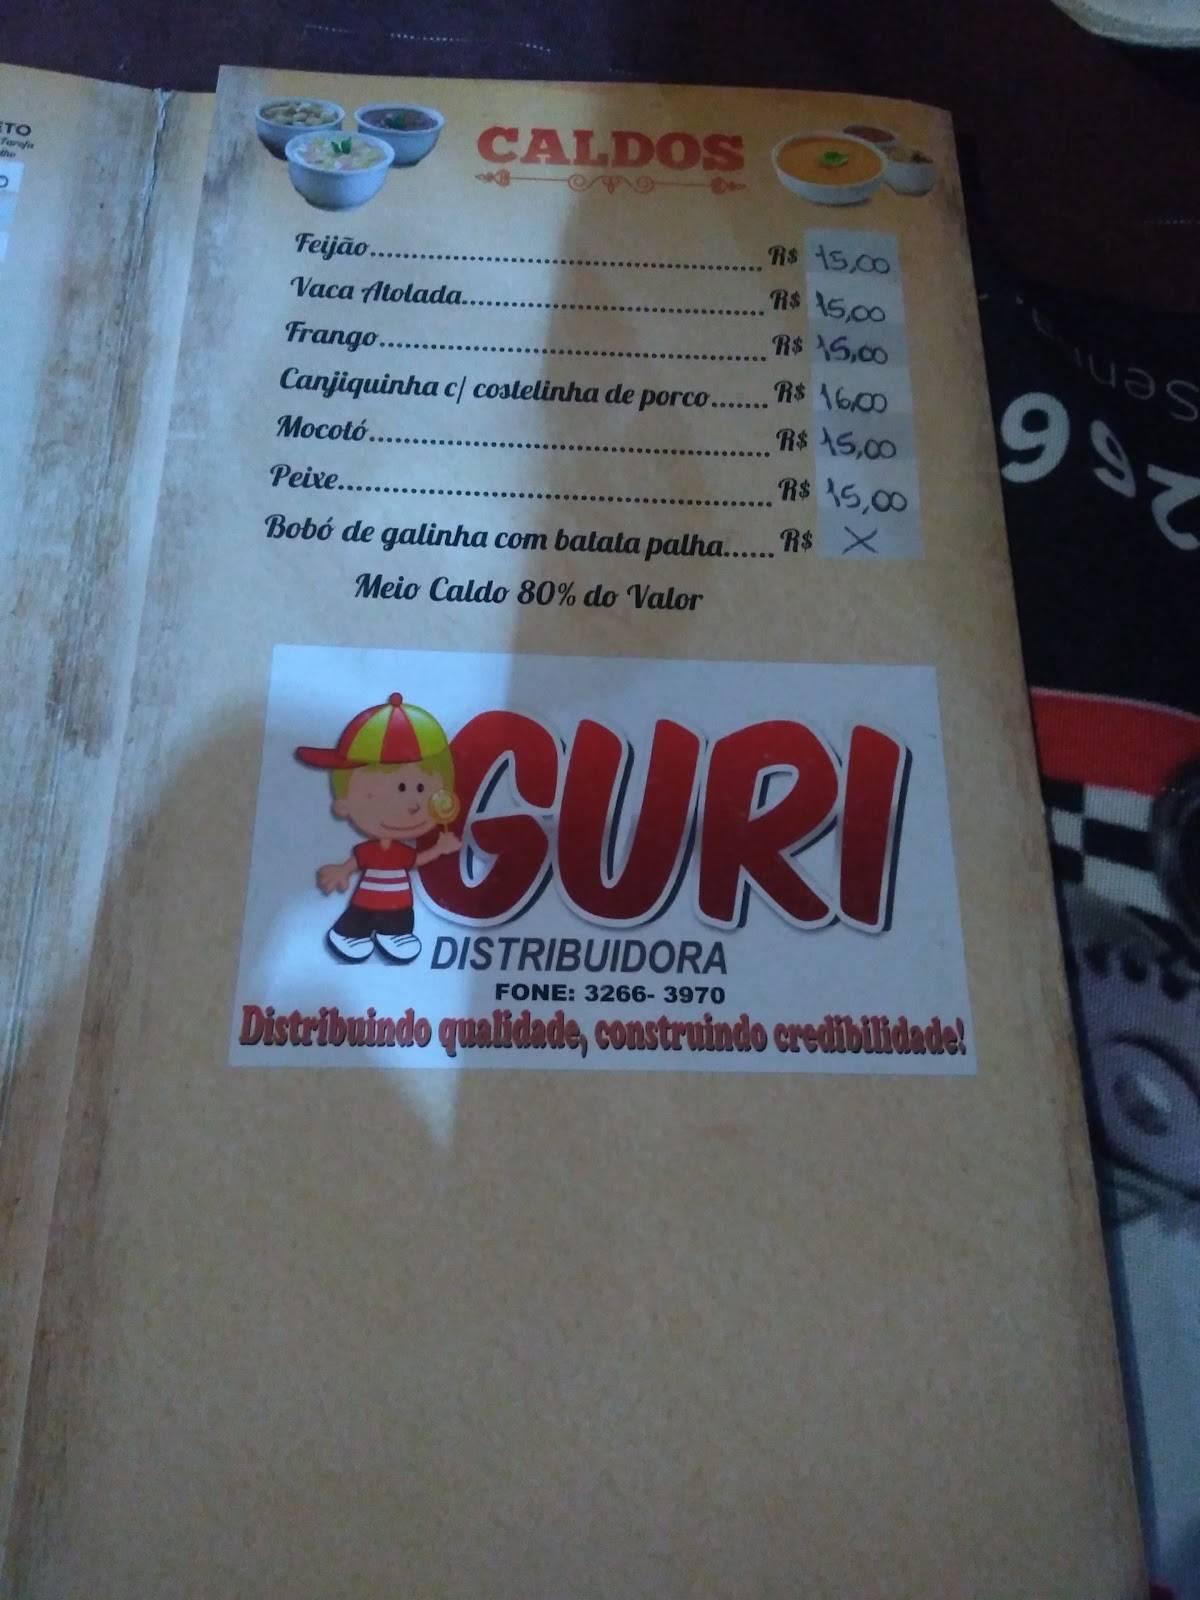 ETO
CALDOS
Feijão.................................................. R$ 15,00
Vaca Atolada...................................... R$ 15,00
Frango................................................ R$ 15,00
Canjiquinha c/ costelinha de porco....... R$ 16,00
Mocotó................................................. R$ 15,00
Peixe...................................................... R$ 15,00
Bobó de galinha com batata palha...... R$ X
Meio Caldo 80% do Valor
GURI
DISTRIBUIDORA
FONE: 3266- 3970
Distribuindo qualidade, construindo credibilidade!